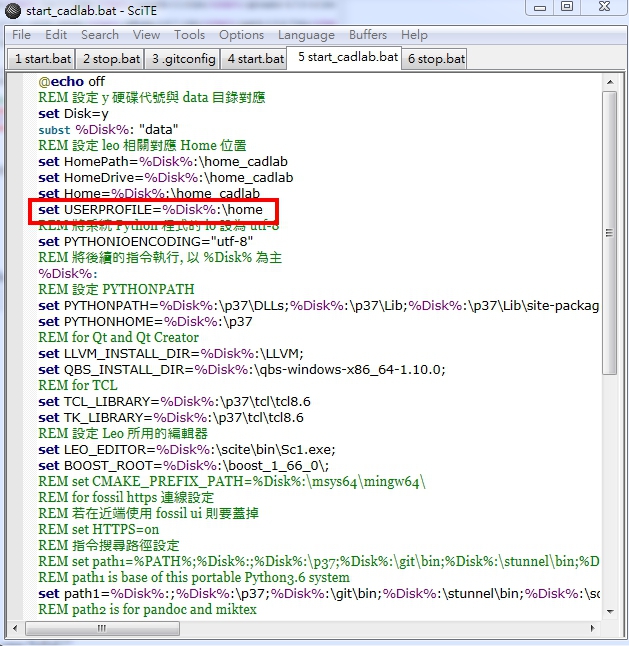 start_cadlab.bat - SciTE
File Edit Search View Tools Options Language Buffers Help
1 start.bat 2 stop.bat 3 .gitconfig 4 start.bat 5 start_cadlab.bat 6 stop.bat
@echo off
REM 設定 y 硬碟代號與 data 目錄對應
set Disk=y
subst %Disk%: "data"
REM 設定 leo 相關對應 Home 位置
set HomePath=%Disk%:\home_cadlab
set HomeDrive=%Disk%:\home_cadlab
set Home=%Disk%:\home_cadlab
set USERPROFILE=%Disk%:\home
REM 將系統 Python 程式的 io 設為 utf-8
set PYTHONIOENCODING="utf-8"
REM 將後續的指令執行, 以 %Disk% 為主
%Disk%:
REM 設定 PYTHONPATH
set PYTHONPATH=%Disk%:\p37\DLLs;%Disk%:\p37\Lib;%Disk%:\p37\Lib\site-packag
set PYTHONHOME=%Disk%:\p37
REM for Qt and Qt Creator
set LLVM_INSTALL_DIR=%Disk%:\LLVM;
set QBS_INSTALL_DIR=%Disk%:\qbs-windows-x86_64-1.10.0;
REM for TCL
set TCL_LIBRARY=%Disk%:\p37\tcl\tcl8.6
set TK_LIBRARY=%Disk%:\p37\tcl\tcl8.6
REM 設定 Leo 所用的編輯器
set LEO_EDITOR=%Disk%:\scite\bin\Sc1.exe;
set BOOST_ROOT=%Disk%:\boost_1_66_0\;
REM set CMAKE_PREFIX_PATH=%Disk%:\msys64\mingw64\
REM for fossil https 連線設定
REM 若在近端使用 fossil ui 則要蓋掉
REM set HTTPS=on
REM 指令搜尋路徑設定
REM set path1=%PATH%;%Disk%:;%Disk%:\p37;%Disk%:\git\bin;%Disk%:\stunnel\bin;%D
REM path1 is base of this portable Python3.6 system
set path1=%Disk%:;%Disk%:\p37;%Disk%:\git\bin;%Disk%:\stunnel\bin;%Disk%:\sc
REM path2 is for pandoc and miktex